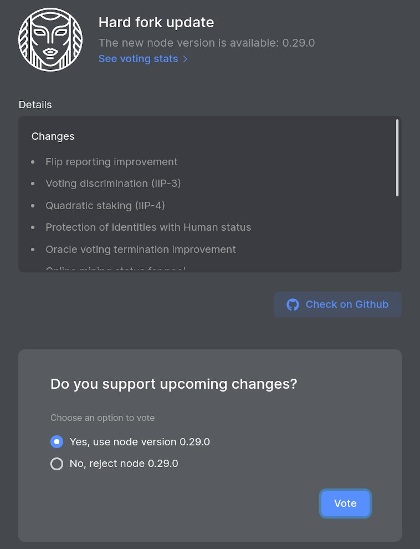 Hard fork update
The new node version is available: 0.29.0
See voting stats >
Details
Changes
• Flip reporting improvement
• Voting discrimination (IIP-3)
• Quadratic staking (IIP-4)
• Protection of identities with Human status
• Oracle voting termination improvement
Check on Github
Do you support upcoming changes?
Choose an option to vote
Yes, use node version 0.29.0
No, reject node 0.29.0
Vote